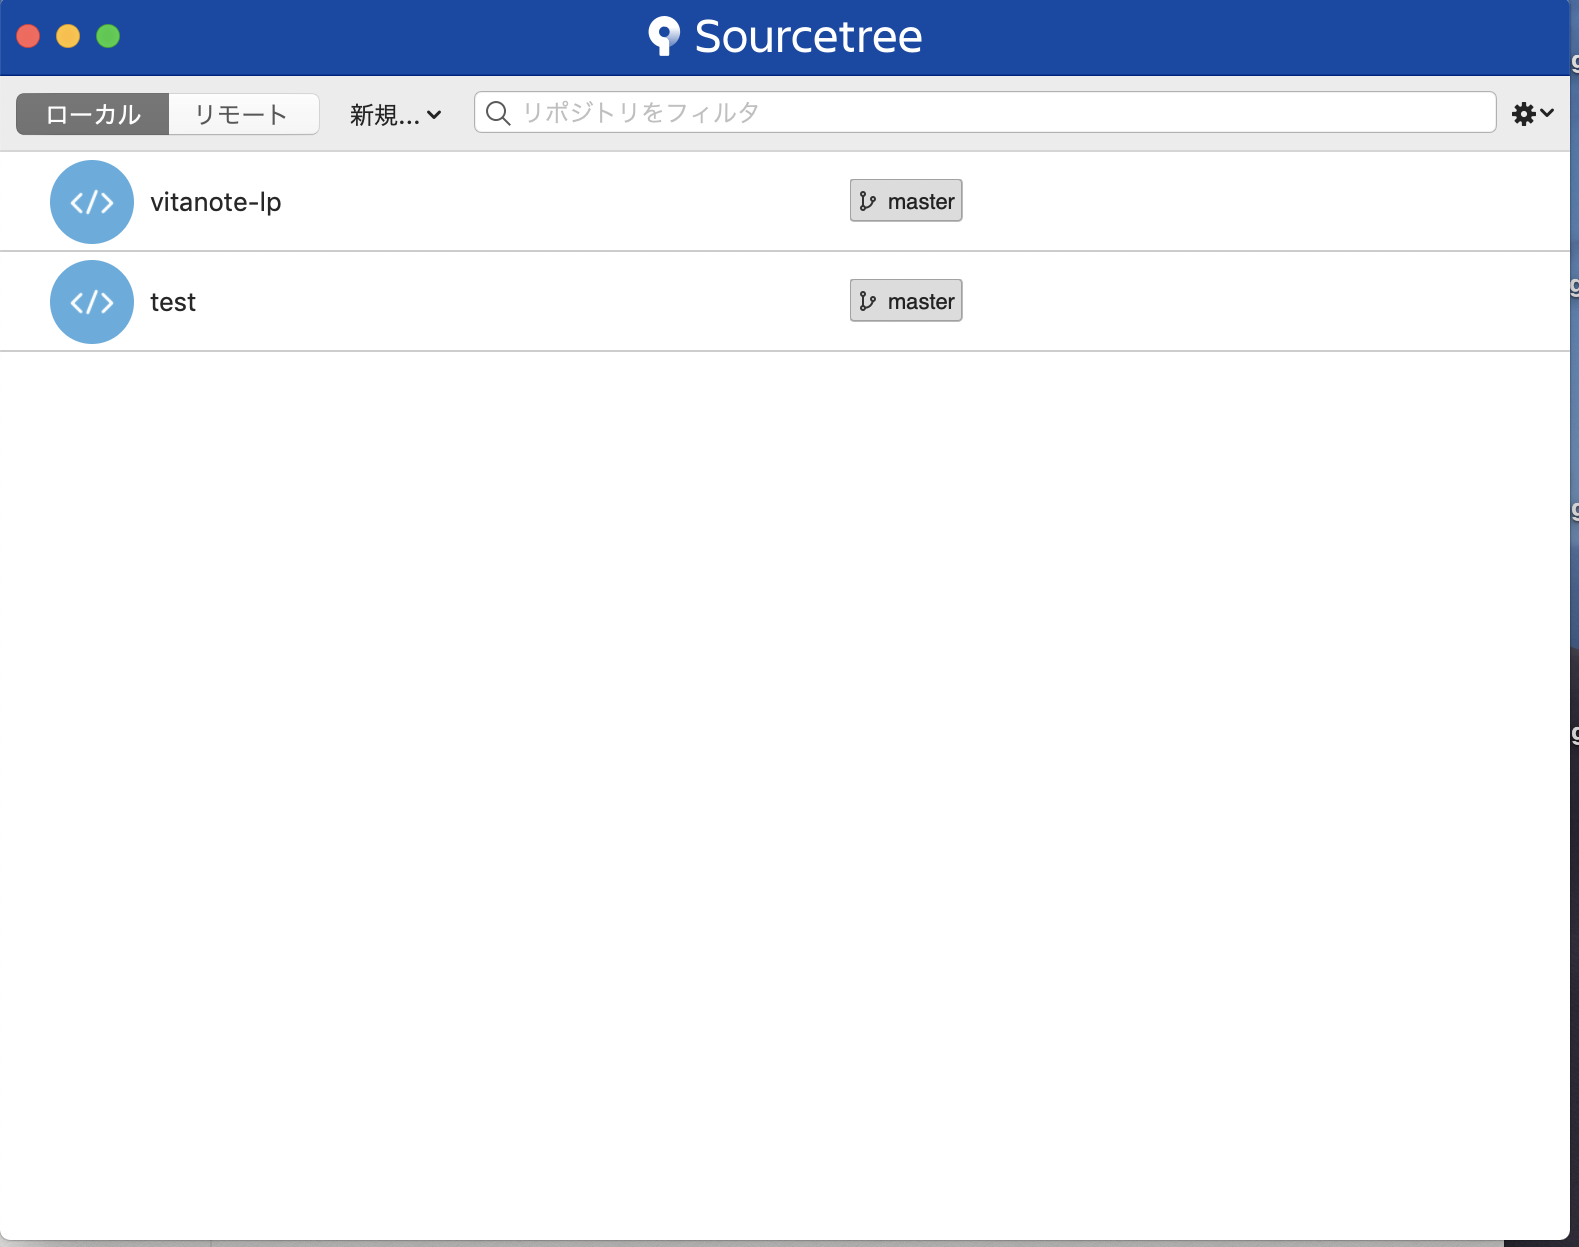 Sourcetree
ローカル リモート 新規... リポジトリをフィルタ
</> vitanote-lp master
</> test master
g
g
g
g